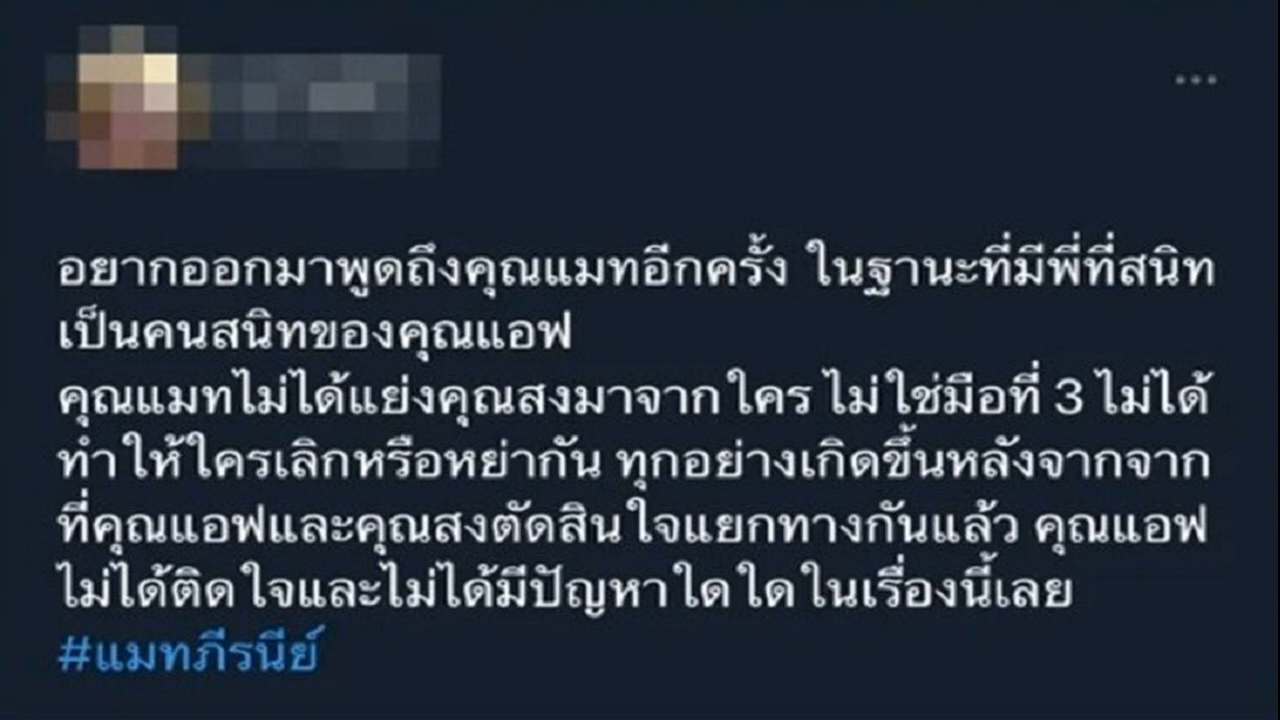 อยากออกมาพูดถึงคุณแมทอีกครั้ง ในฐานะที่มีพี่ที่สนิท
เป็นคนสนิทของคุณแอฟ
คุณแมทไม่ได้แย่งคุณสงมาจากใคร ไม่ใช่มือที่ 3 ไม่ได้
ทำให้ใครเลิกหรือหย่ากัน ทุกอย่างเกิดขึ้นหลังจากจาก
ที่คุณแอฟและคุณสงตัดสินใจแยกทางกันแล้ว คุณแอฟ
ไม่ได้ติดใจและไม่ได้มีปัญหาใดใดในเรื่องนี้เลย
#แมทภีรนีย์